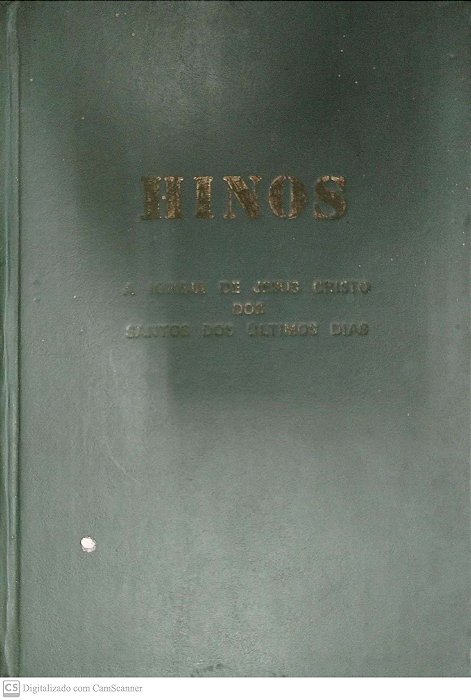 HINOS
A IGREJA DE JESUS CRISTO
DOS
SANTOS DOS ÚLTIMOS DIAS
CS Digitalizado com CamScanner